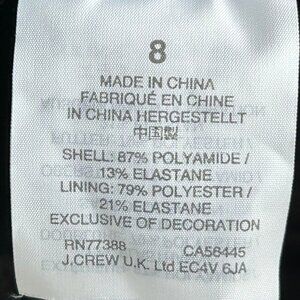 8
MADE IN CHINA
FABRIQUÉ EN CHINE
IN CHINA HERGESTELLT
中国製
SHELL: 87% POLYAMIDE /
13% ELASTANE
LINING: 79% POLYESTER /
21% ELASTANE
EXCLUSIVE OF DECORATION
RN77388 CA58445
J.CREW U.K. Ltd EC4V 6JA